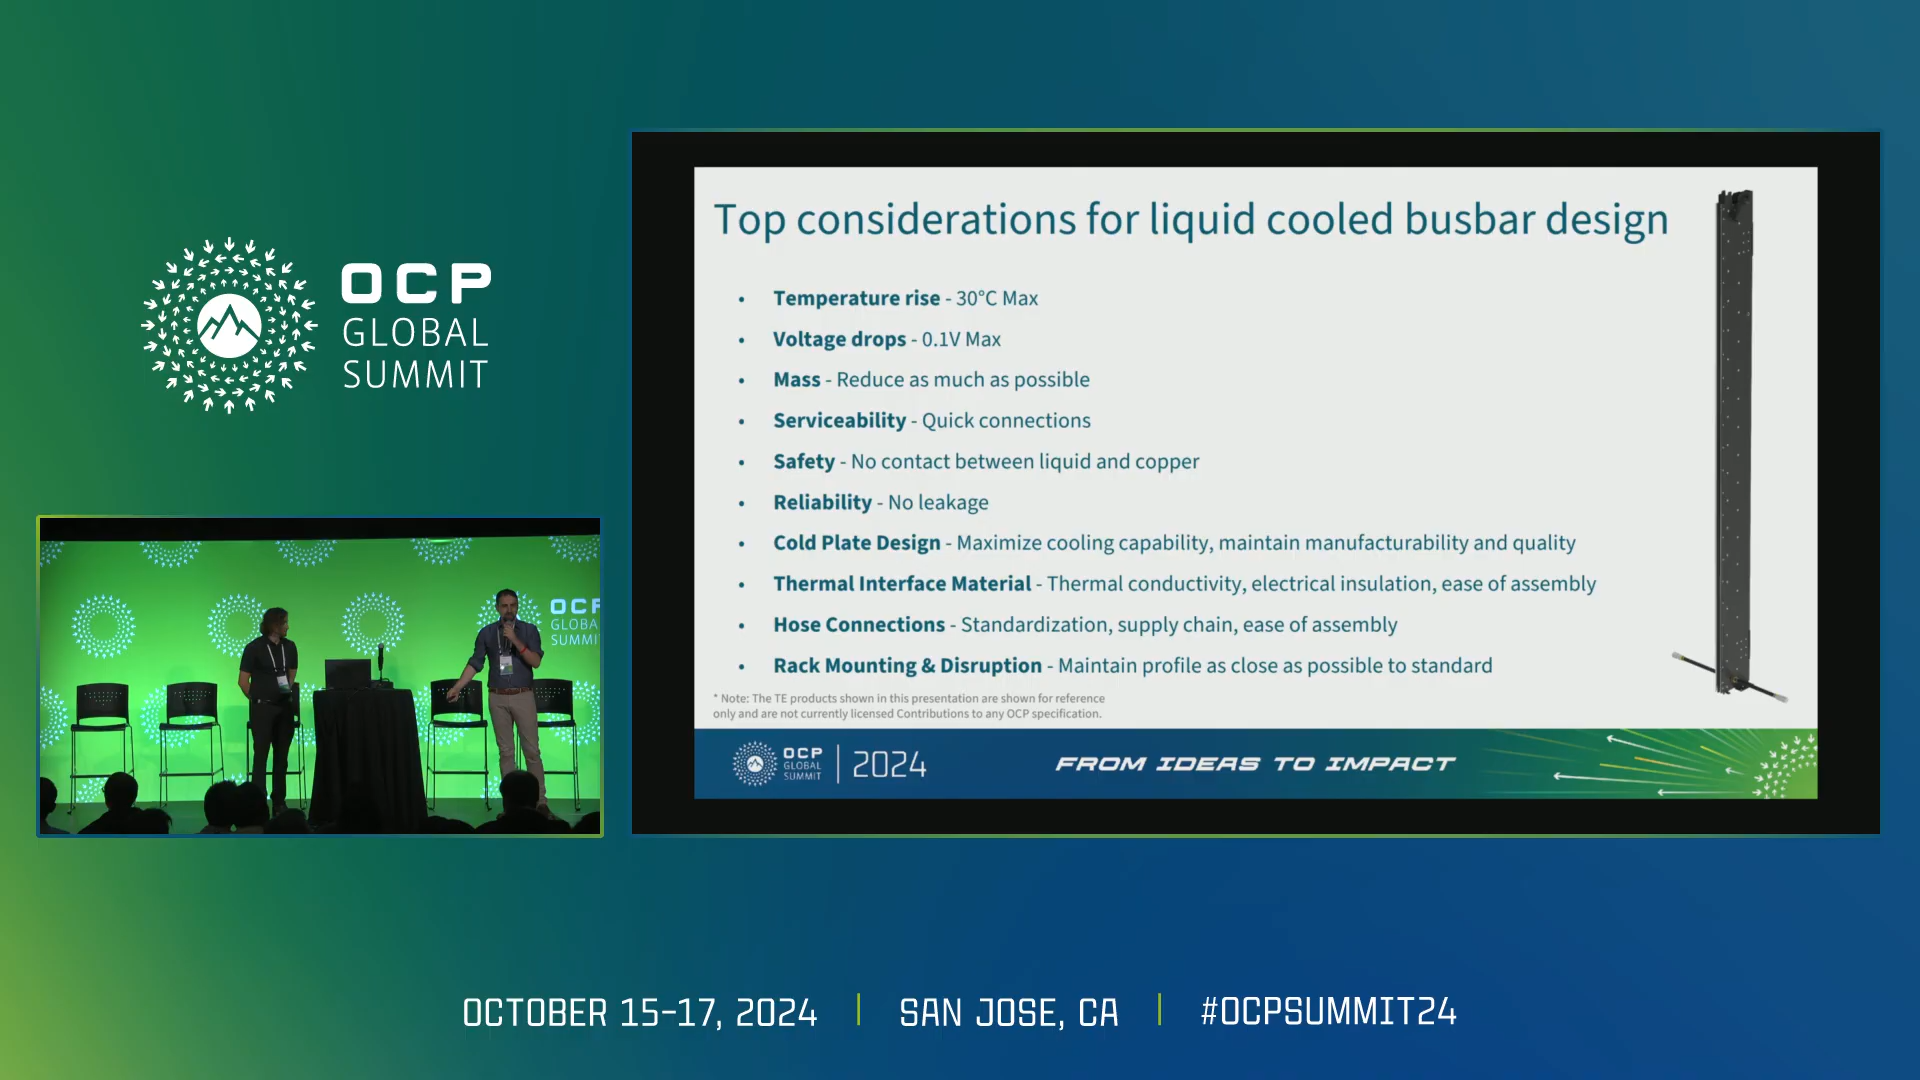 OCP
GLOBAL
SUMMIT
Top considerations for liquid cooled busbar design
• Temperature rise - 30°C Max
• Voltage drops - 0.1V Max
• Mass - Reduce as much as possible
• Serviceability - Quick connections
• Safety - No contact between liquid and copper
• Reliability - No leakage
• Cold Plate Design - Maximize cooling capability, maintain manufacturability and quality
• Thermal Interface Material - Thermal conductivity, electrical insulation, ease of assembly
• Hose Connections - Standardization, supply chain, ease of assembly
• Rack Mounting & Disruption - Maintain profile as close as possible to standard
* Note: The TE products shown in this presentation are shown for reference
only and are not currently licensed Contributions to any OCP specification.
OCP
GLOBAL
SUMMIT
2024
FROM IDEAS TO IMPACT
OCP
GLOBA
SUMMI
OCTOBER 15-17, 2024 | SAN JOSE, CA | #OCPSUMMIT24